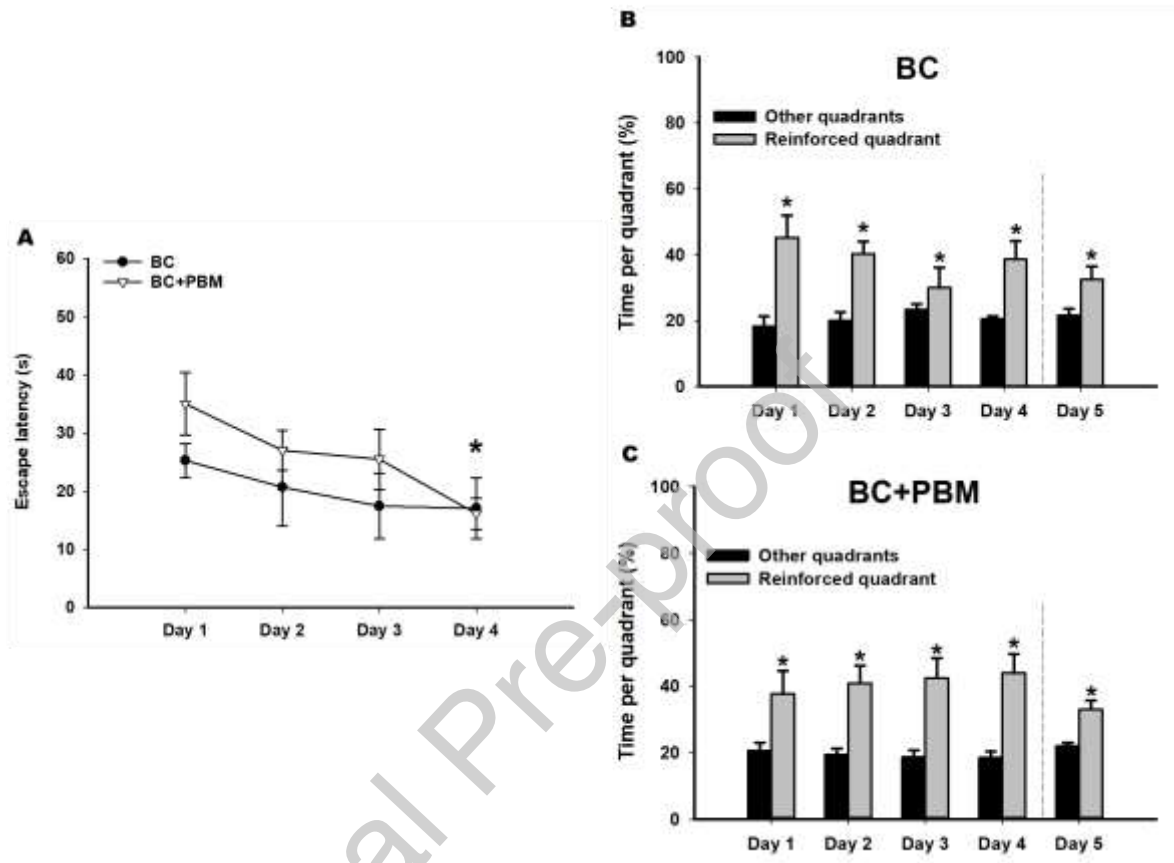 A
BC
BC+PBM
Escape latency (s)
60
50
40
30
20
10
0
Day 1 Day 2 Day 3 Day 4
*
B
BC
Other quadrants
Reinforced quadrant
Time per quadrant (%)
100
80
60
40
20
0
* * * * *
Day 1 Day 2 Day 3 Day 4 Day 5
C
BC+PBM
Other quadrants
Reinforced quadrant
Time per quadrant (%)
100
80
60
40
20
0
* * * * *
Day 1 Day 2 Day 3 Day 4 Day 5
al Pre-proof